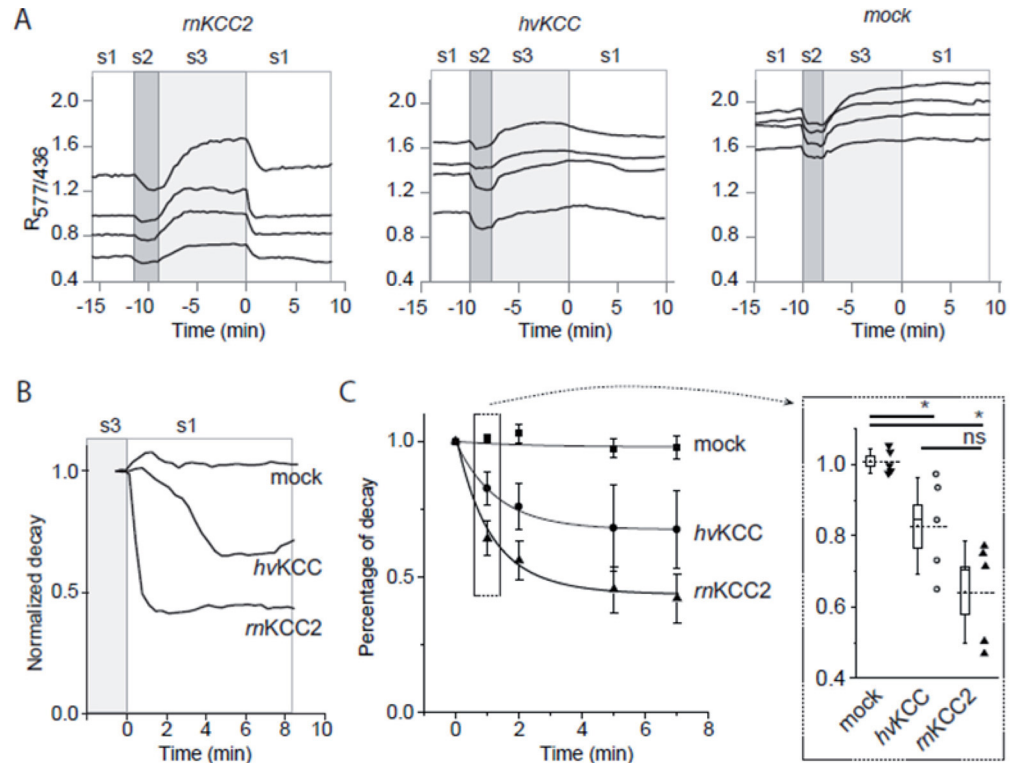 A
rnKCC2
hvKCC
mock
s1 s2 s3 s1
s1 s2 s3 s1
s1 s2 s3 s1
R577/436
2.0
1.6
1.2
0.8
0.4
2.0
1.6
1.2
0.8
0.4
2.0
1.6
1.2
0.8
0.4
-15 -10 -5 0 5 10
-15 -10 -5 0 5 10
-15 -10 -5 0 5 10
Time (min)
Time (min)
Time (min)
B
s3 s1
Normalized decay
1.0
0.5
0.0
mock
hvKCC
rnKCC2
0 2 4 6 8 10
Time (min)
C
Percentage of decay
1.0
0.5
0.0
mock
hvKCC
rnKCC2
0 2 4 6 8
Time (min)
*
*
ns
1.0
0.8
0.6
0.4
mock
hvKCC
rnKCC2